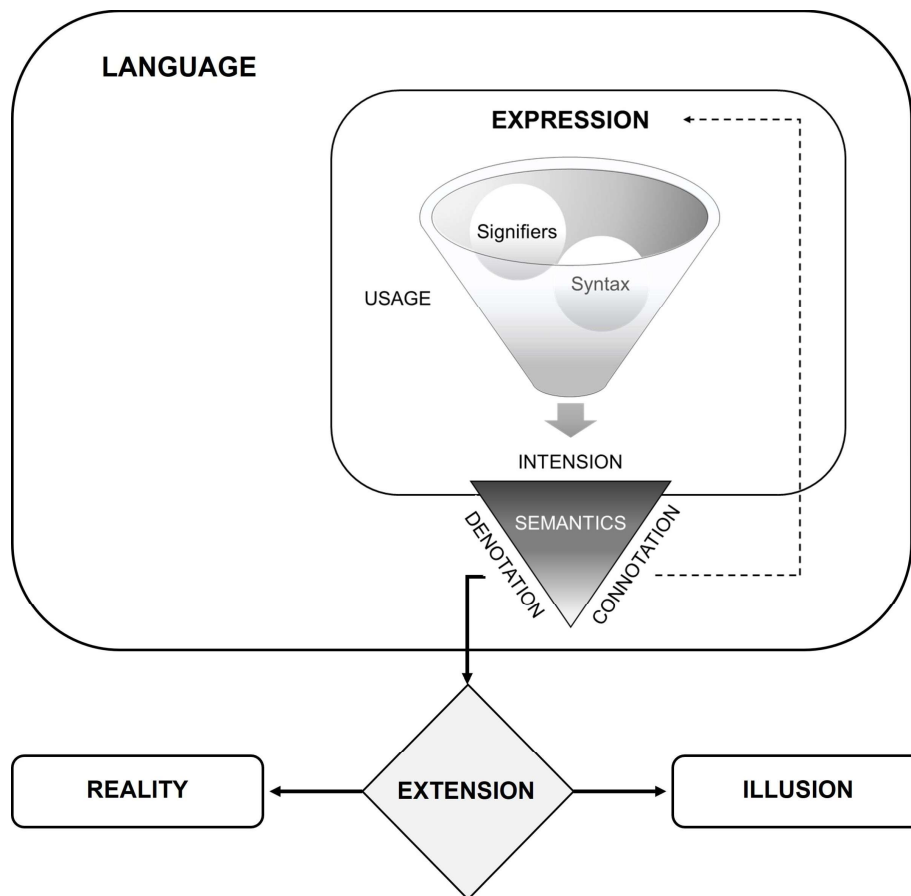 LANGUAGE
EXPRESSION
Signifiers
Syntax
USAGE
INTENSION
SEMANTICS
DENOTATION
CONNOTATION
REALITY
EXTENSION
ILLUSION